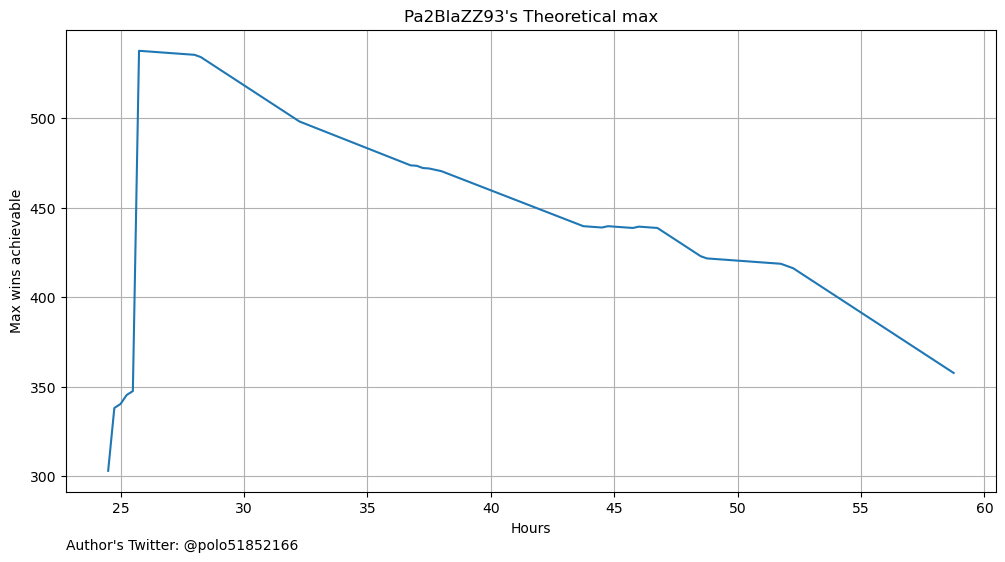 Pa2BlaZZ93's Theoretical max
Max wins achievable
500
450
400
350
300
25 30 35 40 45 50 55 60
Hours
Author's Twitter: @polo51852166